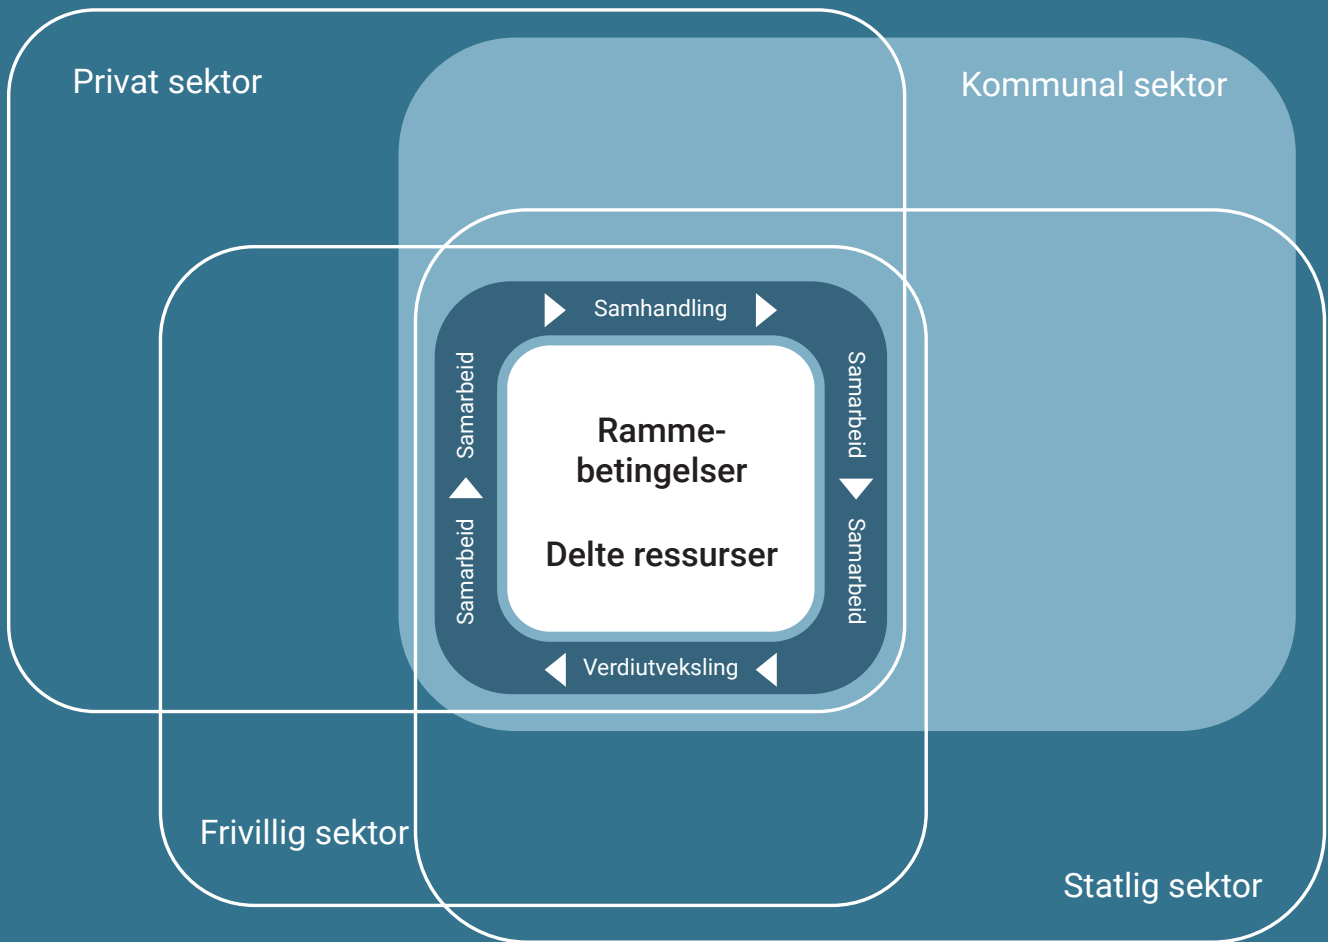 Privat sektor
Kommunal sektor
Samhandling
Samarbeid
Samarbeid
Ramme-
betingelser
Delte ressurser
Samarbeid
Samarbeid
Verdiutveksling
Frivillig sektor
Statlig sektor